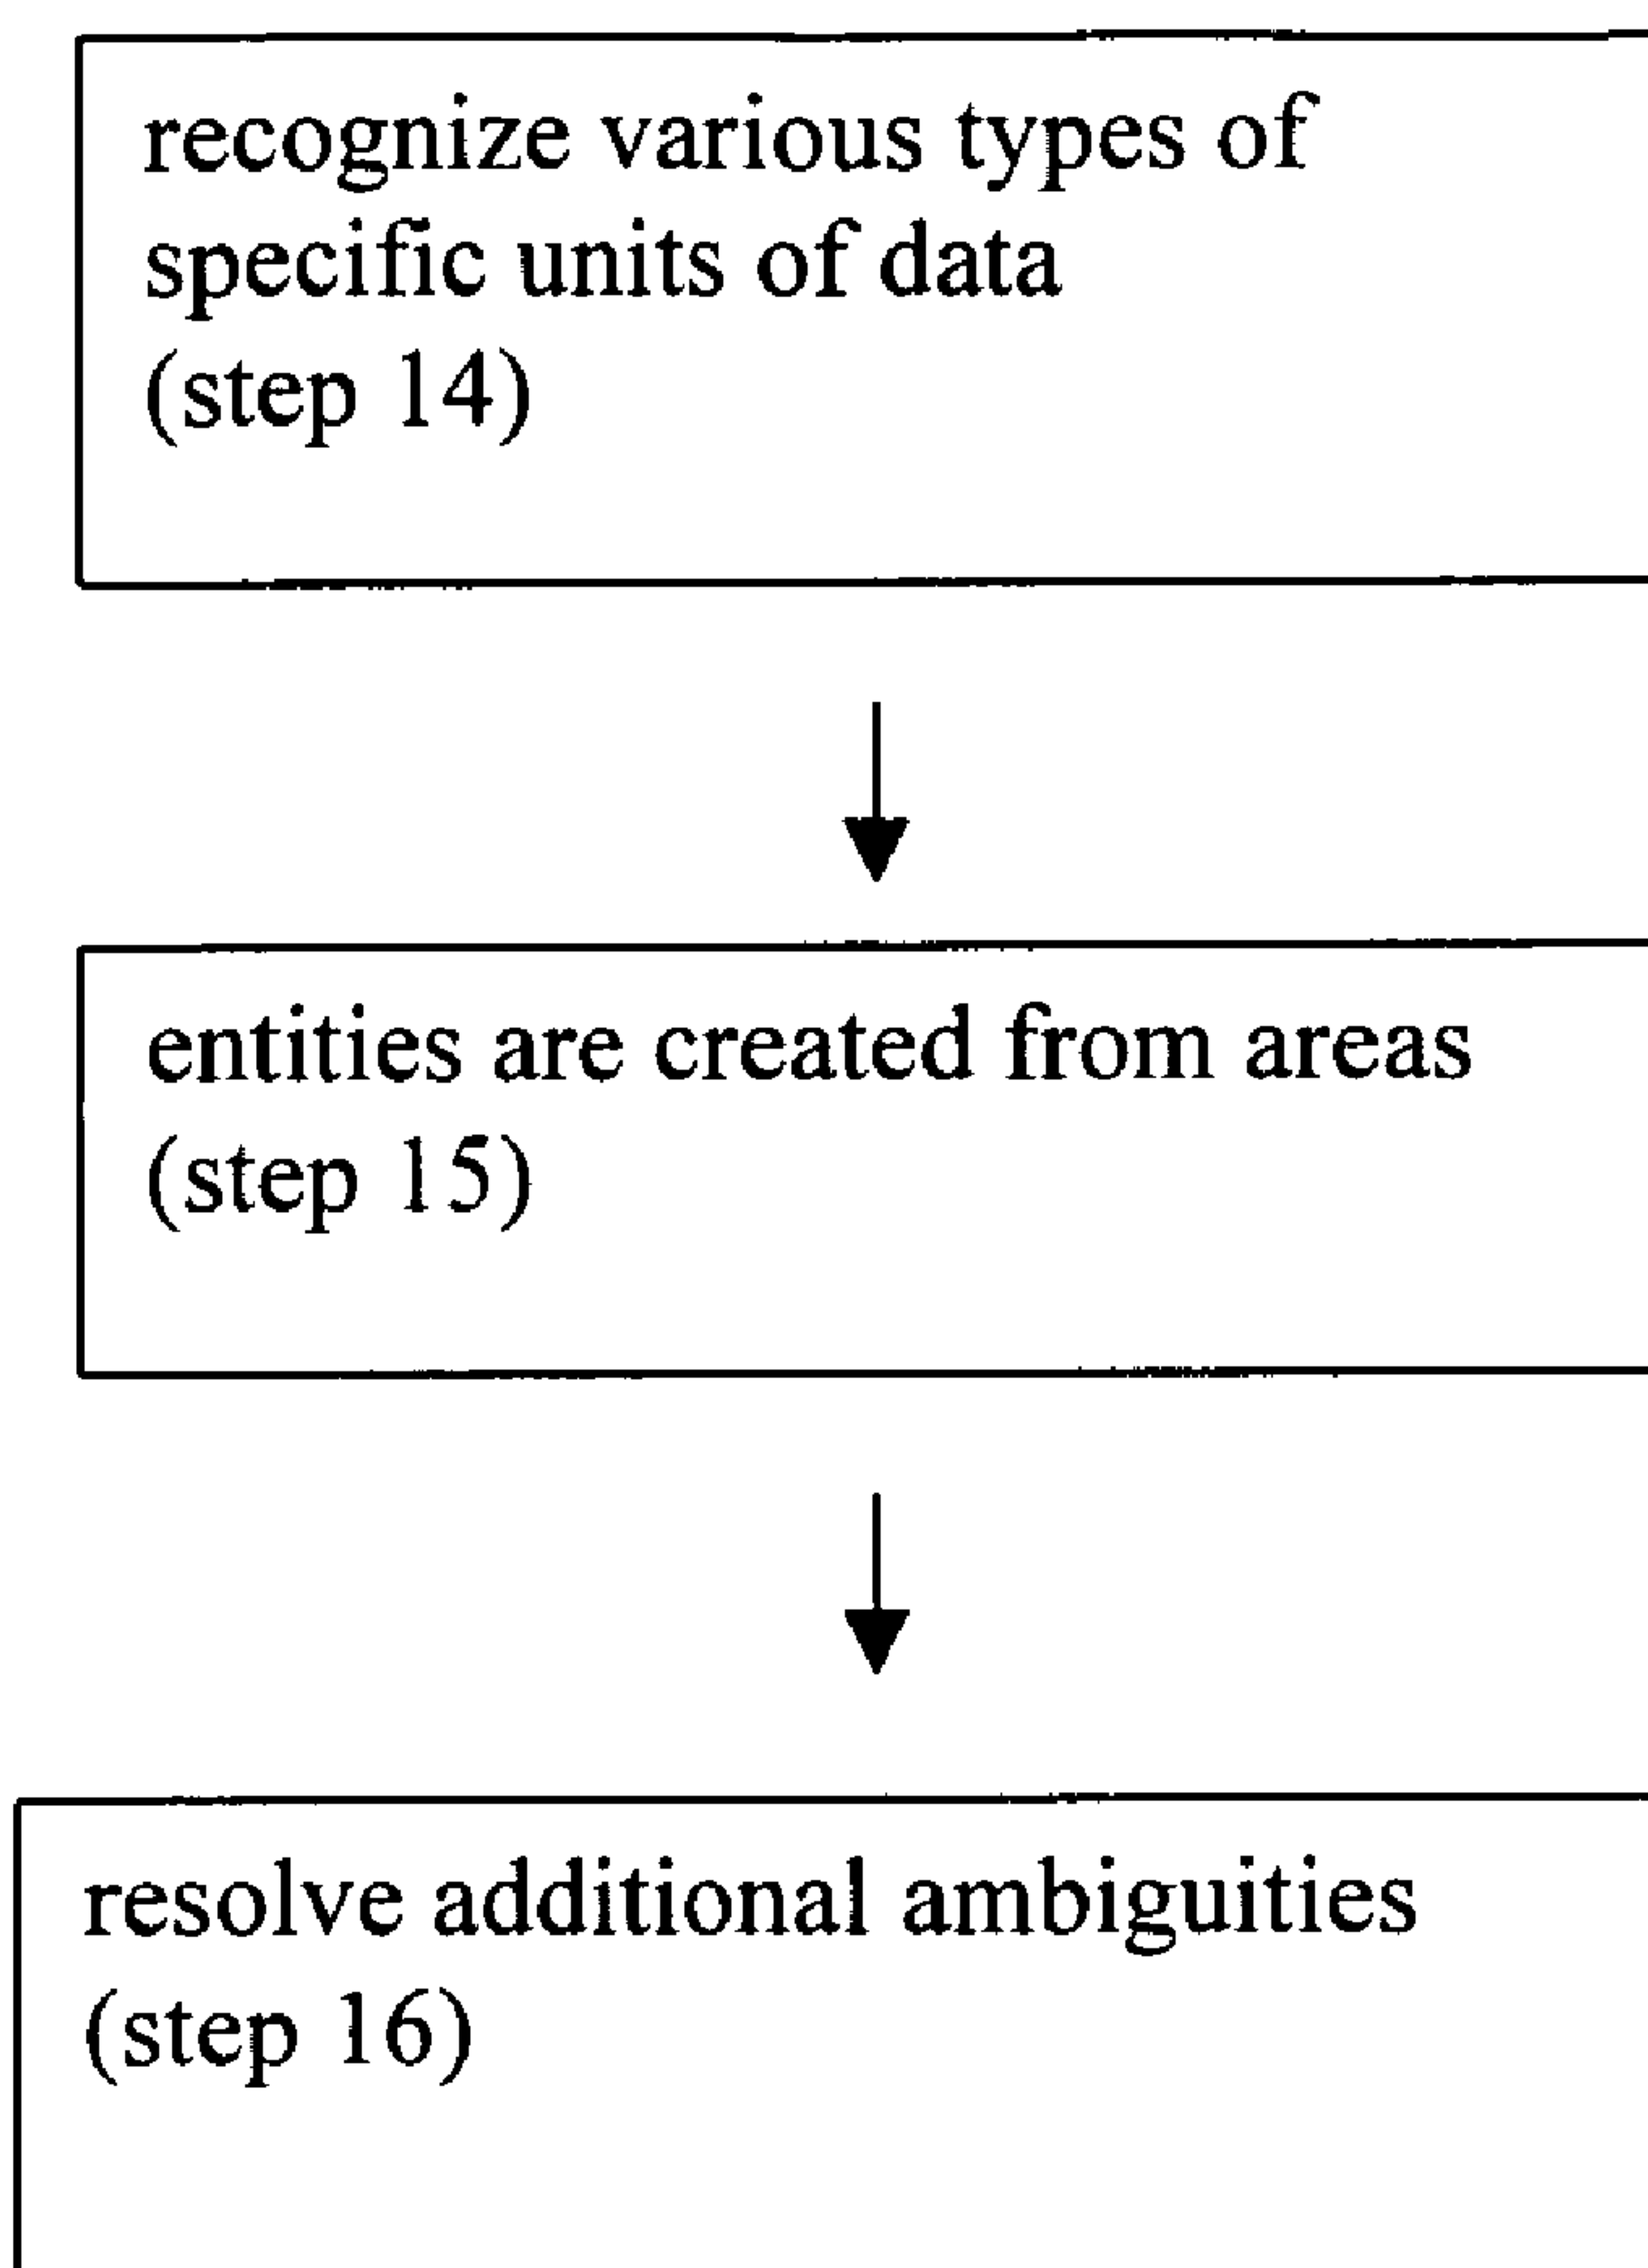 recognize various types of
specific units of data
(step 14)
entities are created from areas
(step 15)
resolve additional ambiguities
(step 16)